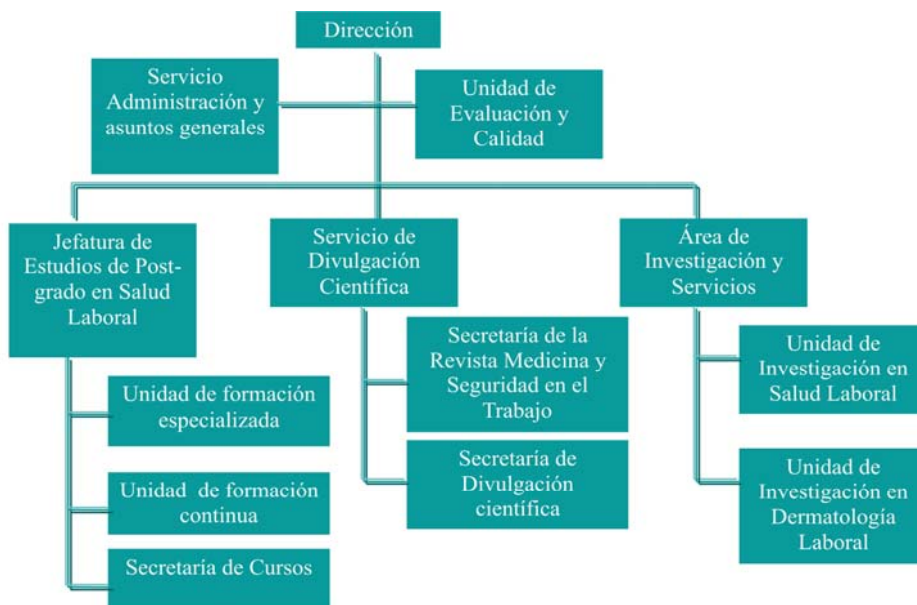 Dirección
Servicio
Administración y
asuntos generales
Unidad de
Evaluación y
Calidad
Jefatura de
Estudios de Post-
grado en Salud
Laboral
Servicio de
Divulgación
Científica
Área de
Investigación y
Servicios
Unidad de formación
especializada
Unidad de formación
continua
Secretaría de Cursos
Secretaría de la
Revista Medicina y
Seguridad en el
Trabajo
Secretaría de
Divulgación
científica
Unidad de
Investigación en
Salud Laboral
Unidad de
Investigación en
Dermatología
Laboral